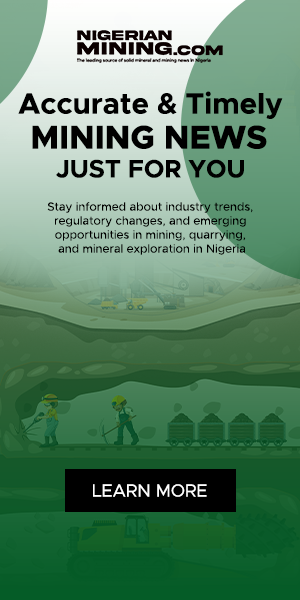 NIGERIAN
MINING.COM
The leading source of solid mineral and mining news in Nigeria
Accurate & Timely
MINING NEWS
JUST FOR YOU
Stay informed about industry trends,
regulatory changes, and emerging
opportunities in mining, quarrying,
and mineral exploration in Nigeria
LEARN MORE